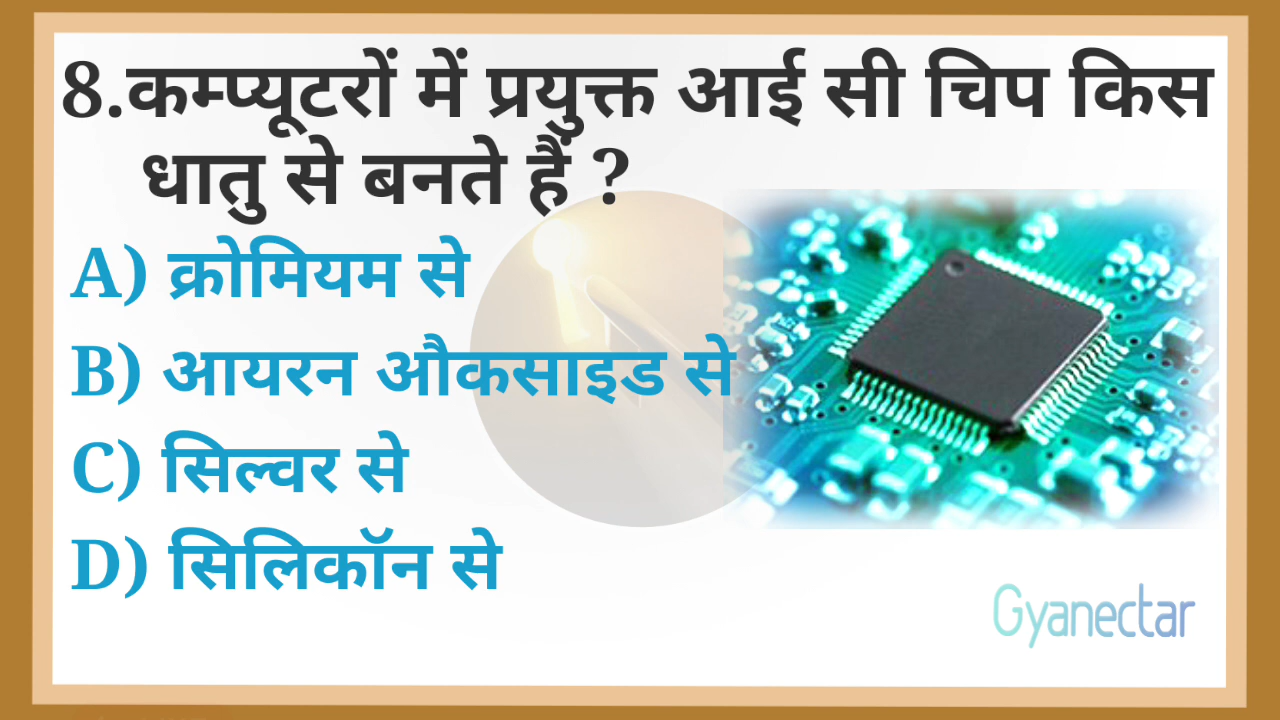 8.कम्प्यूटरों में प्रयुक्त आई सी चिप किस
धातु से बनते हैं ?
A) क्रोमियम से
B) आयरन औकसाइड से
C) सिल्वर से
D) सिलिकॉन से
Gyanectar